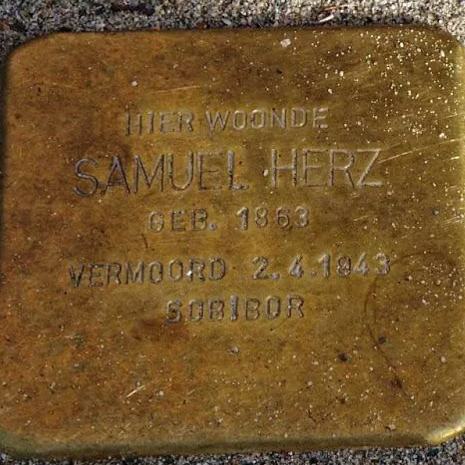 HIER WOONDE
SAMUEL HERZ
GEB. 1863
VERMOORD 2.4.1943
SOBIBOR